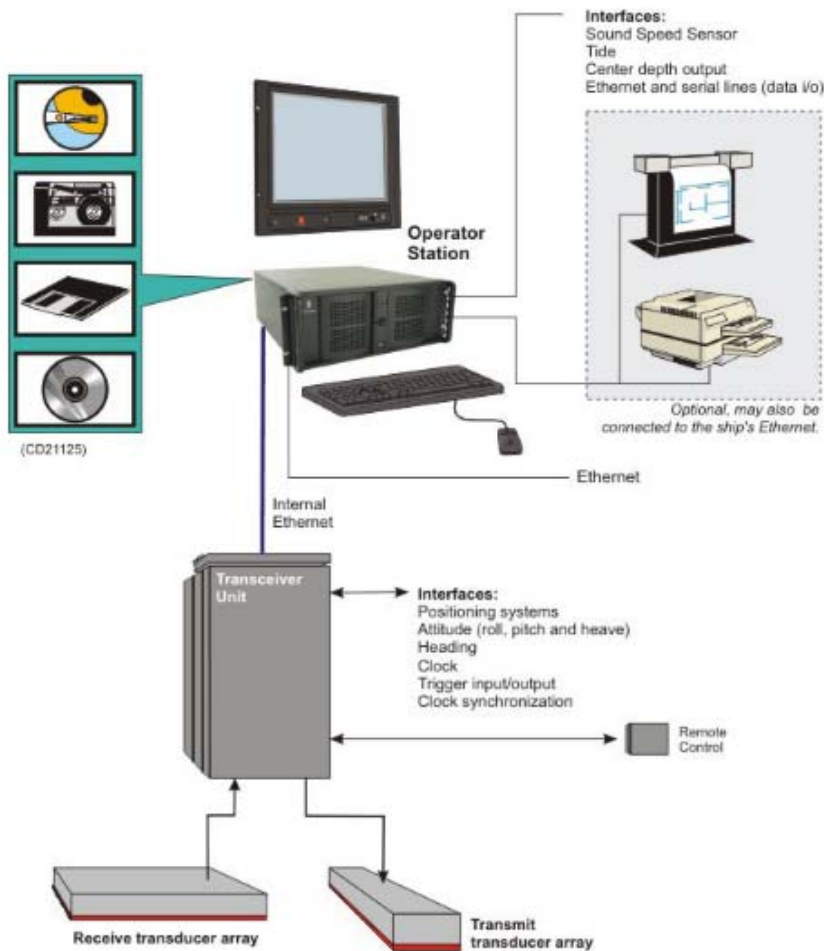 Interfaces:
Sound Speed Sensor
Tide
Center depth output
Ethernet and serial lines (data i/o)
Operator
Station
Optional, may also be
connected to the ship's Ethernet.
(CD21125)
Ethernet
Internal
Ethernet
Transceiver
Unit
Interfaces:
Positioning systems
Attitude (roll, pitch and heave)
Heading
Clock
Trigger input/output
Clock synchronization
Remote
Control
Receive transducer array
Transmit
transducer array